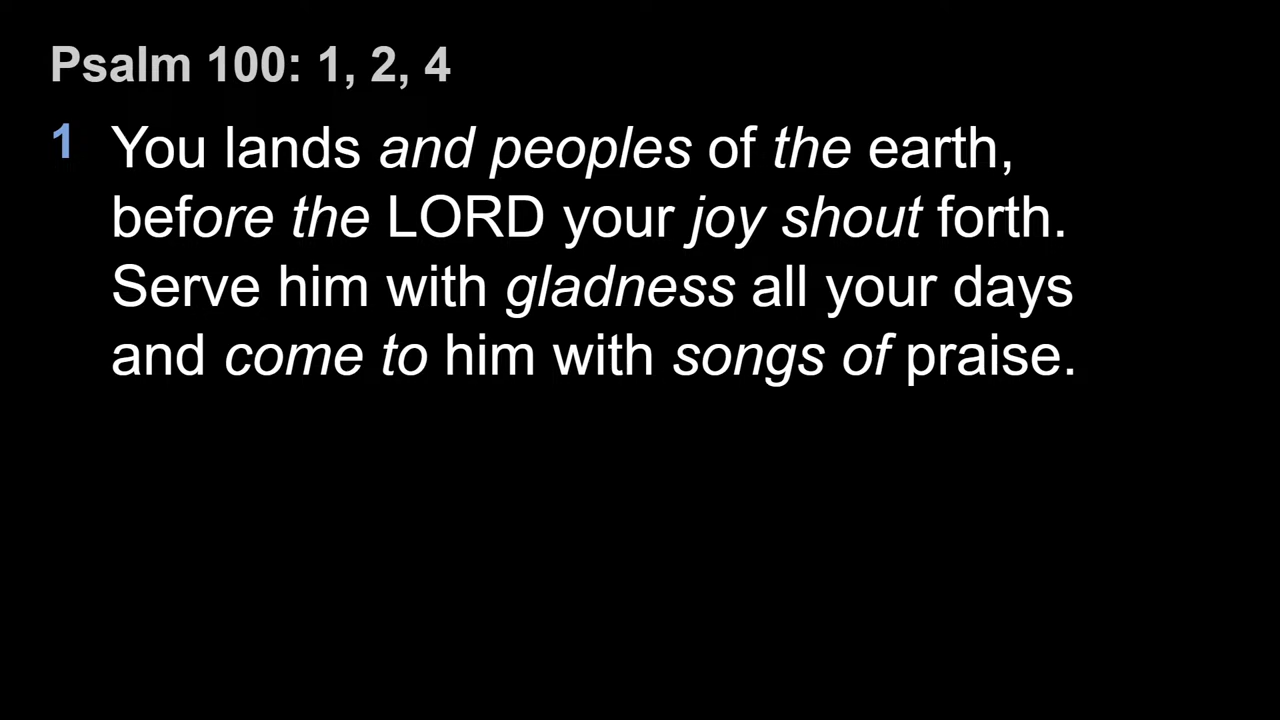 Psalm 100: 1, 2, 4
1 You lands and peoples of the earth,
before the LORD your joy shout forth.
Serve him with gladness all your days
and come to him with songs of praise.